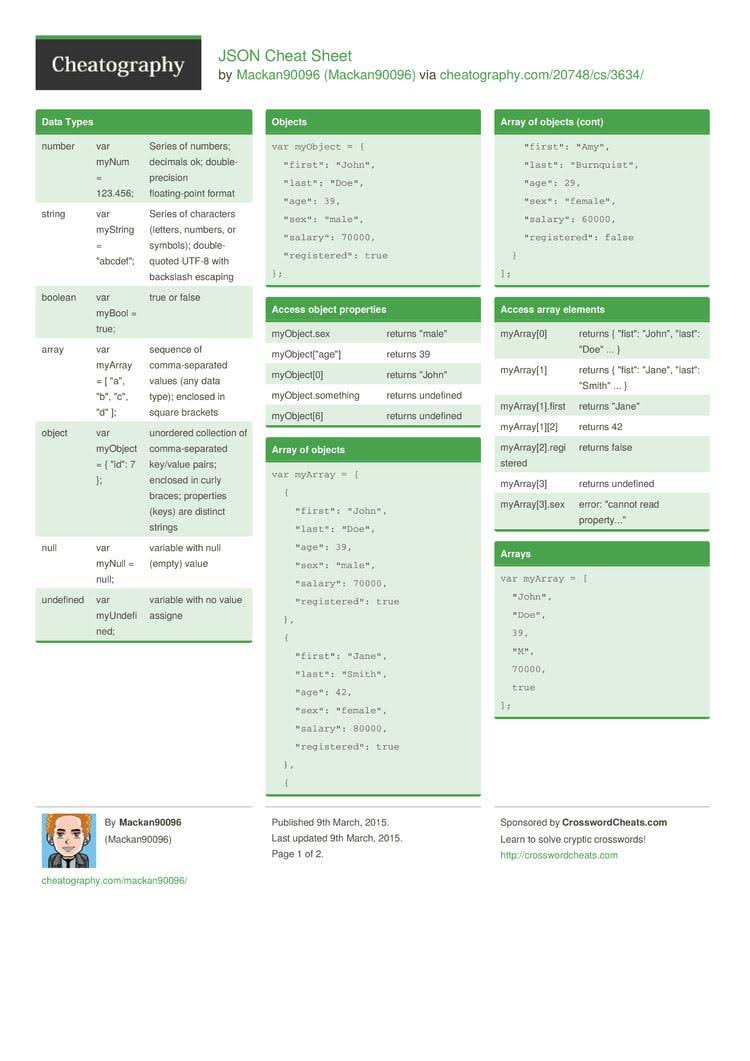 Cheatography
JSON Cheat Sheet
by Mackan90096 (Mackan90096) via cheatography.com/20748/cs/3634/
Data Types
number var Series of numbers;
myNum decimals ok; double-
= precision
123.456; floating-point format
string var Series of characters
myString (letters, numbers, or
= symbols); double-
"abcdef"; quoted UTF-8 with
backslash escaping
boolean var true or false
myBool =
true;
array var sequence of
myArray comma-separated
= [ "a", values (any data
"b", "c", type); enclosed in
"d" ]; square brackets
object var unordered collection of
myObject comma-separated
= { "id": 7 key/value pairs;
}; enclosed in curly
braces; properties
(keys) are distinct
strings
null var variable with null
myNull = (empty) value
null;
undefined var variable with no value
myUndefi assigne
ned;
Objects
var myObject = {
"first": "John",
"last": "Doe",
"age": 39,
"sex": "male",
"salary": 70000,
"registered": true
};
Access object properties
myObject.sex returns "male"
myObject["age"] returns 39
myObject[0] returns "John"
myObject.something returns undefined
myObject[6] returns undefined
Array of objects
var myArray = [
{
"first": "John",
"last": "Doe",
"age": 39,
"sex": "male",
"salary": 70000,
"registered": true
},
{
"first": "Jane",
"last": "Smith",
"age": 42,
"sex": "female",
"salary": 80000,
"registered": true
},
{
Array of objects (cont)
"first": "Amy",
"last": "Burnquist",
"age": 29,
"sex": "female",
"salary": 60000,
"registered": false
}
];
Access array elements
myArray[0] returns { "fist": "John", "last":
"Doe" ... }
myArray[1] returns { "fist": "Jane", "last":
"Smith" ... }
myArray[1].first returns "Jane"
myArray[1][2] returns 42
myArray[2].regi returns false
stered
myArray[3] returns undefined
myArray[3].sex error: "cannot read
property..."
Arrays
var myArray = [
"John",
"Doe",
39,
"M",
70000,
true
];
By Mackan90096
(Mackan90096)
cheatography.com/mackan90096/
Published 9th March, 2015.
Last updated 9th March, 2015.
Page 1 of 2.
Sponsored by CrosswordCheats.com
Learn to solve cryptic crosswords!
http://crosswordcheats.com